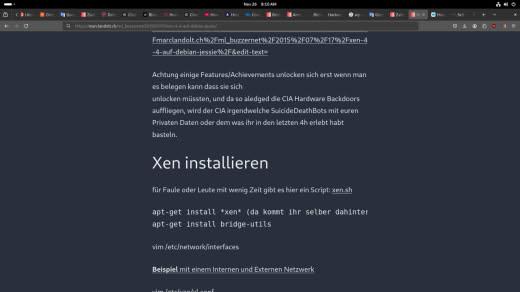 Nov 26 8:10 AM
Fmarclandolt.ch%2Fml_buzzernet%2F2015%2F07%2F17%2Fxen-4
-4-auf-debian-jessie%2F&edit-text=
Achtung einige Features/Achievements unlocken sich erst wenn man
es belegen kann dass sie sich
unlocken müssten, und da so aledged die CIA Hardware Backdoors
auffliegen, wird der CIA irgendwelche SuicideDeathBots mit euren
Privaten Daten oder dem was ihr in den letzten 4h erlebt habt
basteln.
Xen installieren
für Faule oder Leute mit wenig Zeit gibt es hier ein Script: xen.sh
apt-get install *xen* (da kommt ihr selber dahinter
apt-get install bridge-utils
vim /etc/network/interfaces
Beispiel mit einem Internen und Externen Netzwerk